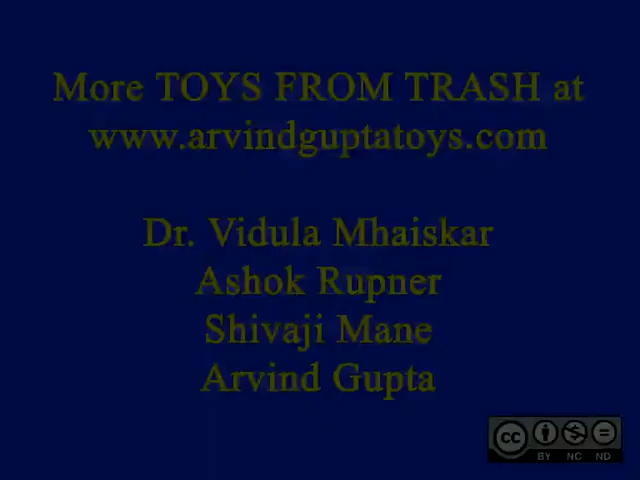 More TOYS FROM TRASH at
www.arvindguptatoys.com
Dr. Vidula Mhaiskar
Ashok Rupner
Shivaji Mane
Arvind Gupta
cc
BY NC ND